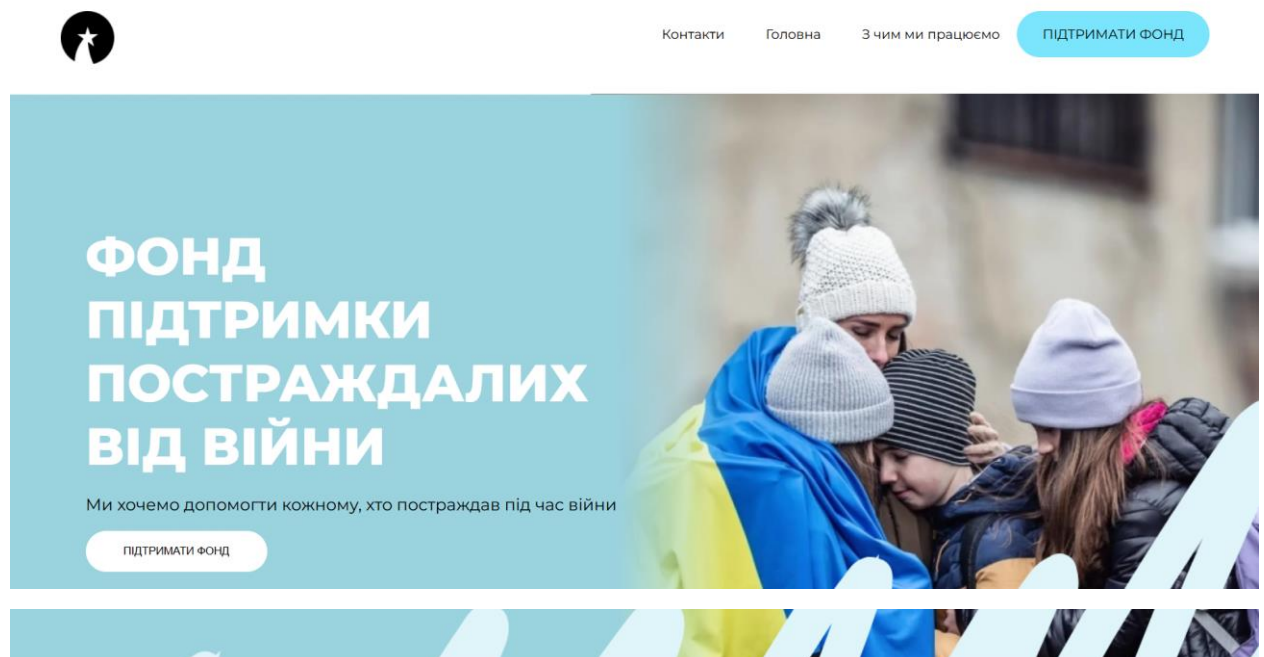 Контакти
Головна
З чим ми працюємо
ПІДТРИМАТИ ФОНД
ФОНД
ПІДТРИМКИ
ПОСТРАЖДАЛИХ
ВІД ВІЙНИ
Ми хочемо допомогти кожному, хто постраждав під час війни
ПІДТРИМАТИ ФОНД